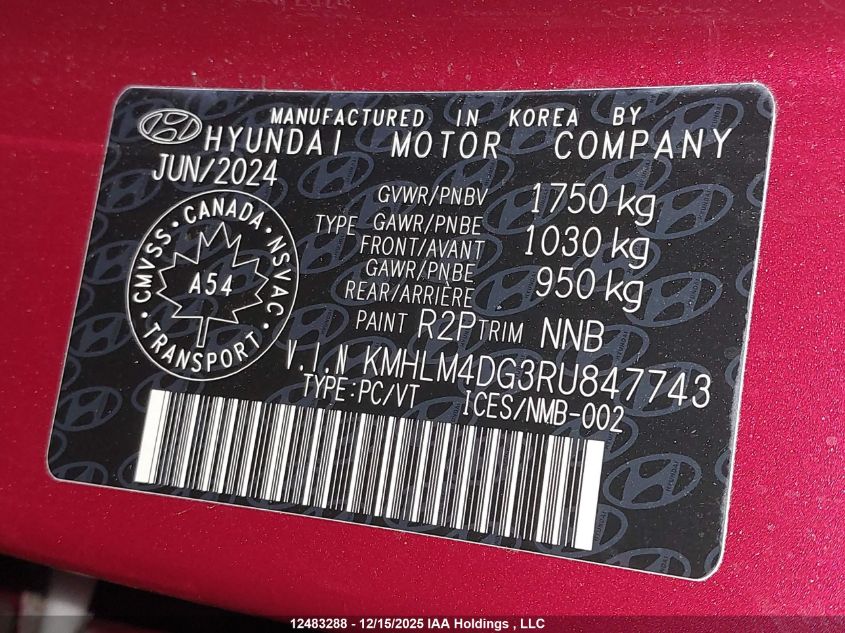 MANUFACTURED IN KOREA BY
HYUNDAI MOTOR COMPANY
JUN/2024
GVWR/PNBV 1750 kg
TYPE GAWR/PNBE
FRONT/AVANT 1030 kg
GAWR/PNBE
REAR/ARRIÈRE 950 kg
CMVSS · CANADA · NSVAC · TRANSPORT ·
A54
PAINT R2P TRIM NNB
V.I.N KMHLM4DG3RU847743
TYPE:PC/VT ICES/NMB-002
12483288 - 12/15/2025 IAA Holdings , LLC